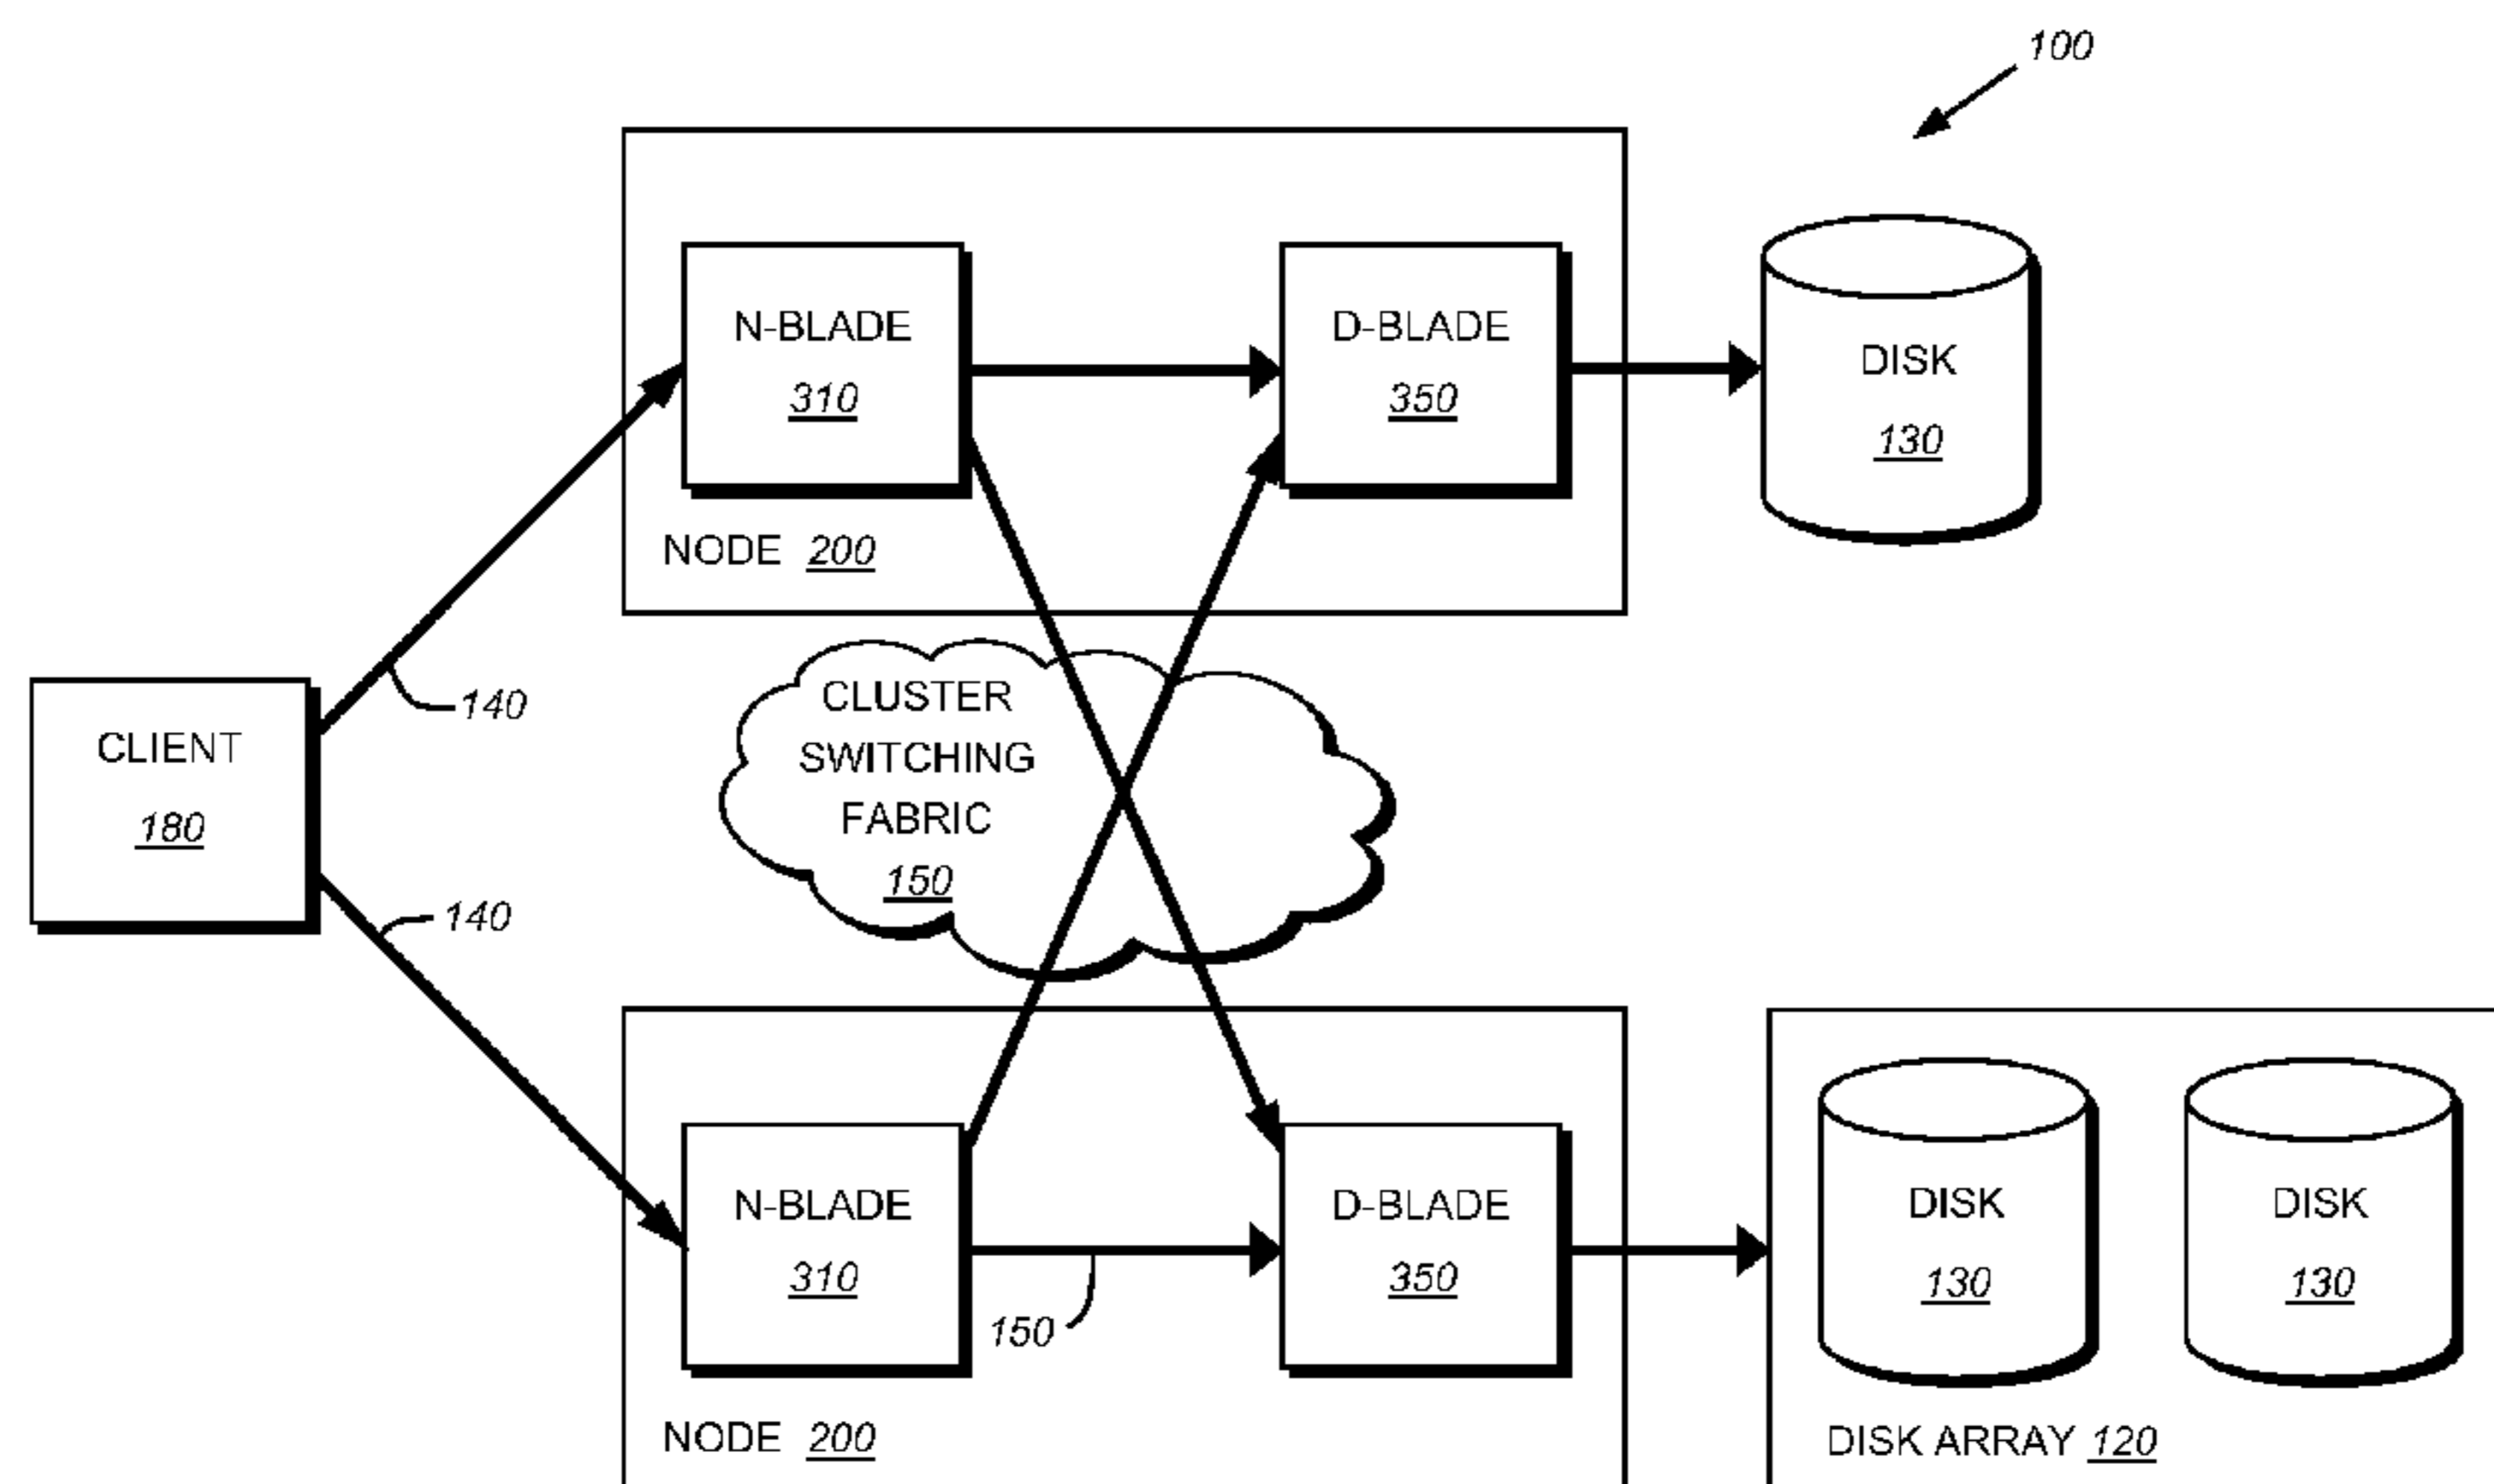 100
N-BLADE
310
D-BLADE
350
DISK
130
NODE 200
140
CLIENT
180
CLUSTER
SWITCHING
FABRIC
150
140
N-BLADE
310
D-BLADE
350
150
NODE 200
DISK
130
DISK
130
DISK ARRAY 120